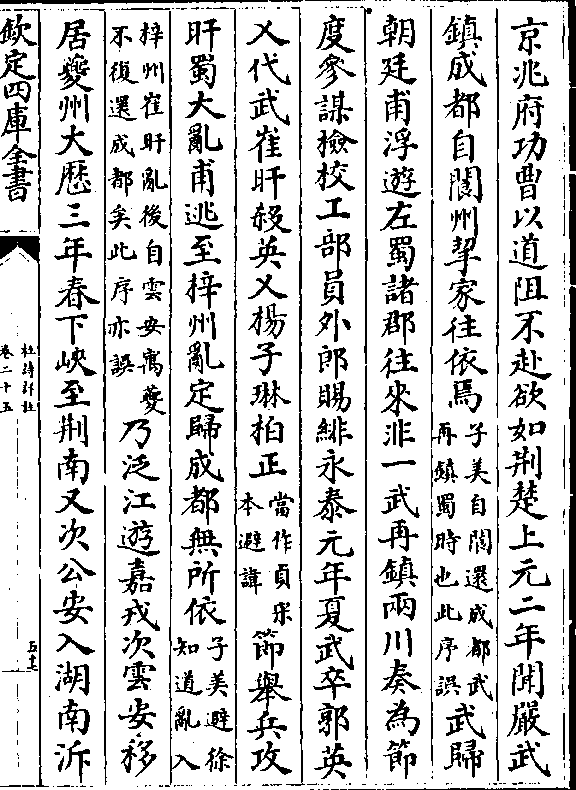 京兆府功曹以道阻不赴欲如荆楚上元二年聞嚴武
鎮成都自閬州挈家往依焉子美自閬還成都武再鎮蜀時也此序誤武歸
朝廷甫浮遊左蜀諸郡往來非一武再鎮兩川奏為節
度參謀檢校工部員外郎賜緋永泰元年夏武卒郭英
乂代武崔旰殺英乂楊子琳柏正當作貞宋本避諱節舉兵攻
旰蜀大亂甫逃至梓州亂定歸成都無所依子美避徐知道亂入
梓州崔旰亂後自雲安寓夔不復還成都矣此序亦誤乃泛江遊嘉戎次雲安移
居夔州大歷三年春下峽至荆南又次公安入湖南泝
欽定四庫全書
杜詩詳註
卷二十五